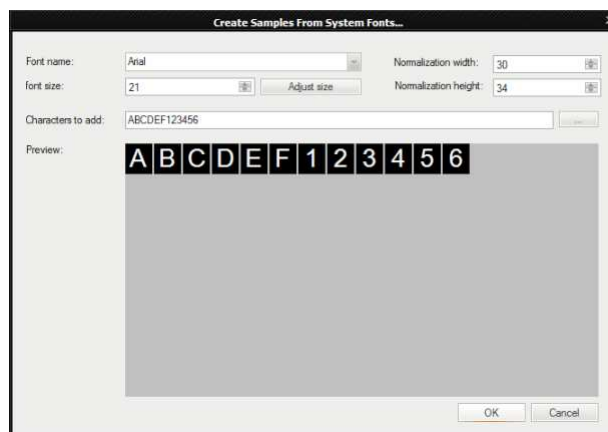 Create Samples From System Fonts...
Font name: Arial Normalization width: 30
font size: 21 Adjust size Normalization height: 34
Characters to add: ABCDEF123456 ...
Preview: A B C D E F 1 2 3 4 5 6
OK Cancel